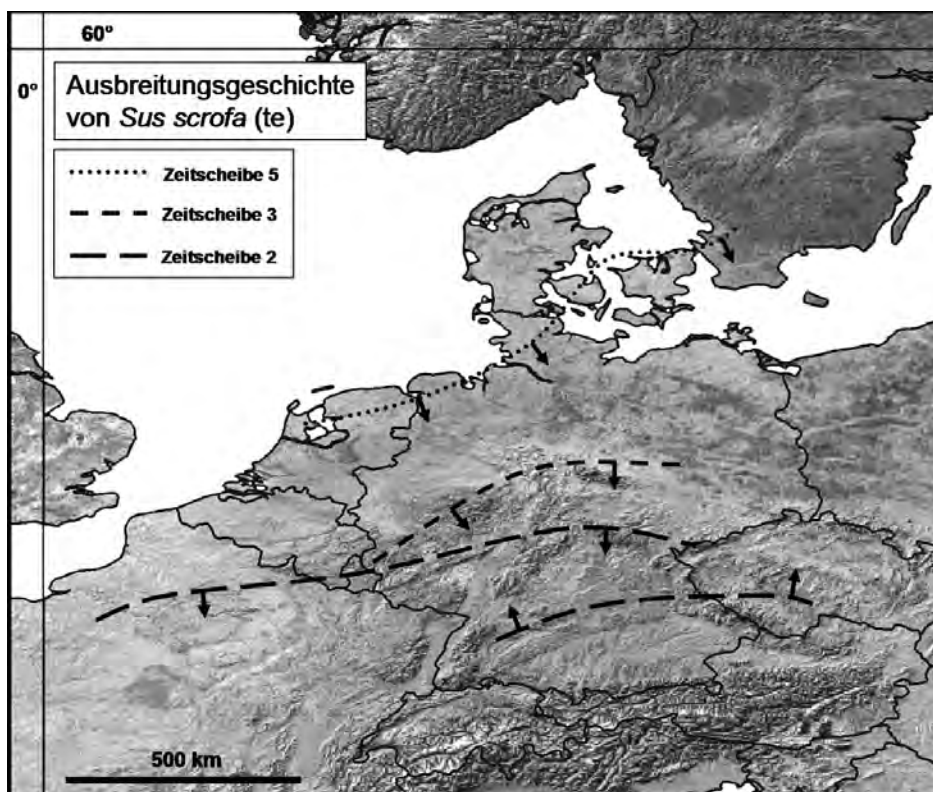 60°
0°
Ausbreitungsgeschichte
von Sus scrofa (te)
Zeitscheibe 5
Zeitscheibe 3
Zeitscheibe 2
500 km